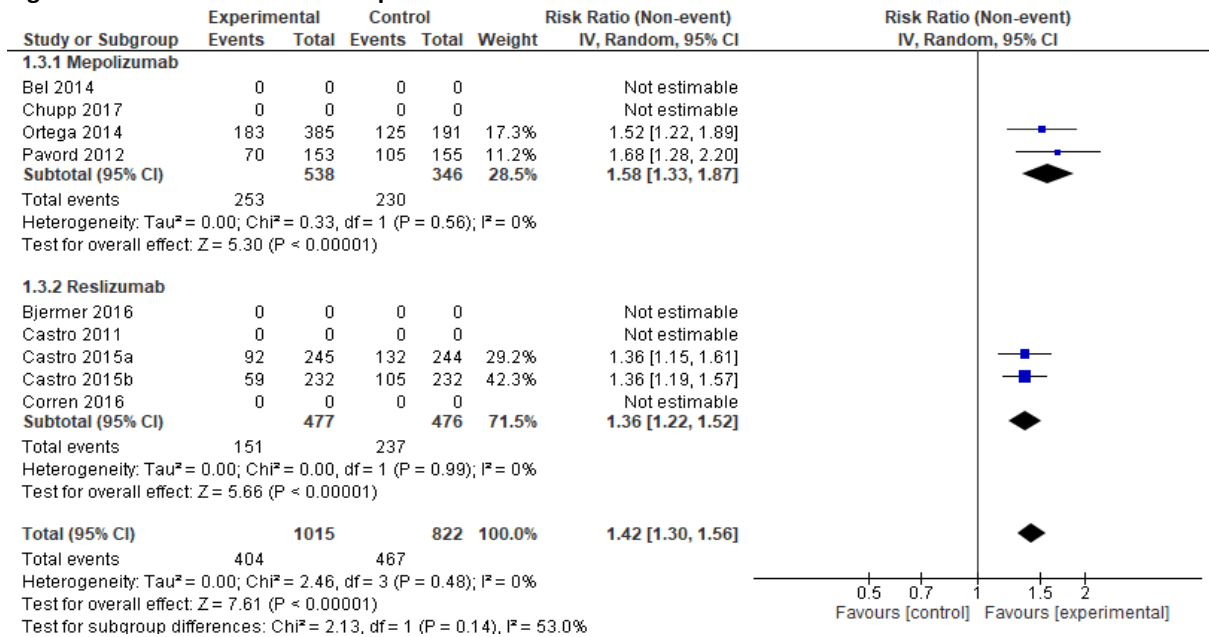 Experimental Control Risk Ratio (Non-event) Risk Ratio (Non-event)
Study or Subgroup Events Total Events Total Weight IV, Random, 95% CI IV, Random, 95% CI
1.3.1 Mepolizumab
Bel 2014 0 0 0 0 Not estimable
Chupp 2017 0 0 0 0 Not estimable
Ortega 2014 183 385 125 191 17.3% 1.52 [1.22, 1.89]
Pavord 2012 70 153 105 155 11.2% 1.68 [1.28, 2.20]
Subtotal (95% CI) 538 346 28.5% 1.58 [1.33, 1.87]
Total events 253 230
Heterogeneity: Tau² = 0.00; Chi² = 0.33, df = 1 (P = 0.56); I² = 0%
Test for overall effect: Z = 5.30 (P < 0.00001)
1.3.2 Reslizumab
Bjermer 2016 0 0 0 0 Not estimable
Castro 2011 0 0 0 0 Not estimable
Castro 2015a 92 245 132 244 29.2% 1.36 [1.15, 1.61]
Castro 2015b 59 232 105 232 42.3% 1.36 [1.19, 1.57]
Corren 2016 0 0 0 0 Not estimable
Subtotal (95% CI) 477 476 71.5% 1.36 [1.22, 1.52]
Total events 151 237
Heterogeneity: Tau² = 0.00; Chi² = 0.00, df = 1 (P = 0.99); I² = 0%
Test for overall effect: Z = 5.66 (P < 0.00001)
Total (95% CI) 1015 822 100.0% 1.42 [1.30, 1.56]
Total events 404 467
Heterogeneity: Tau² = 0.00; Chi² = 2.46, df = 3 (P = 0.48); I² = 0%
Test for overall effect: Z = 7.61 (P < 0.00001)
Test for subgroup differences: Chi² = 2.13, df = 1 (P = 0.14), I² = 53.0%
0.5 0.7 1 1.5 2
Favours [control] Favours [experimental]